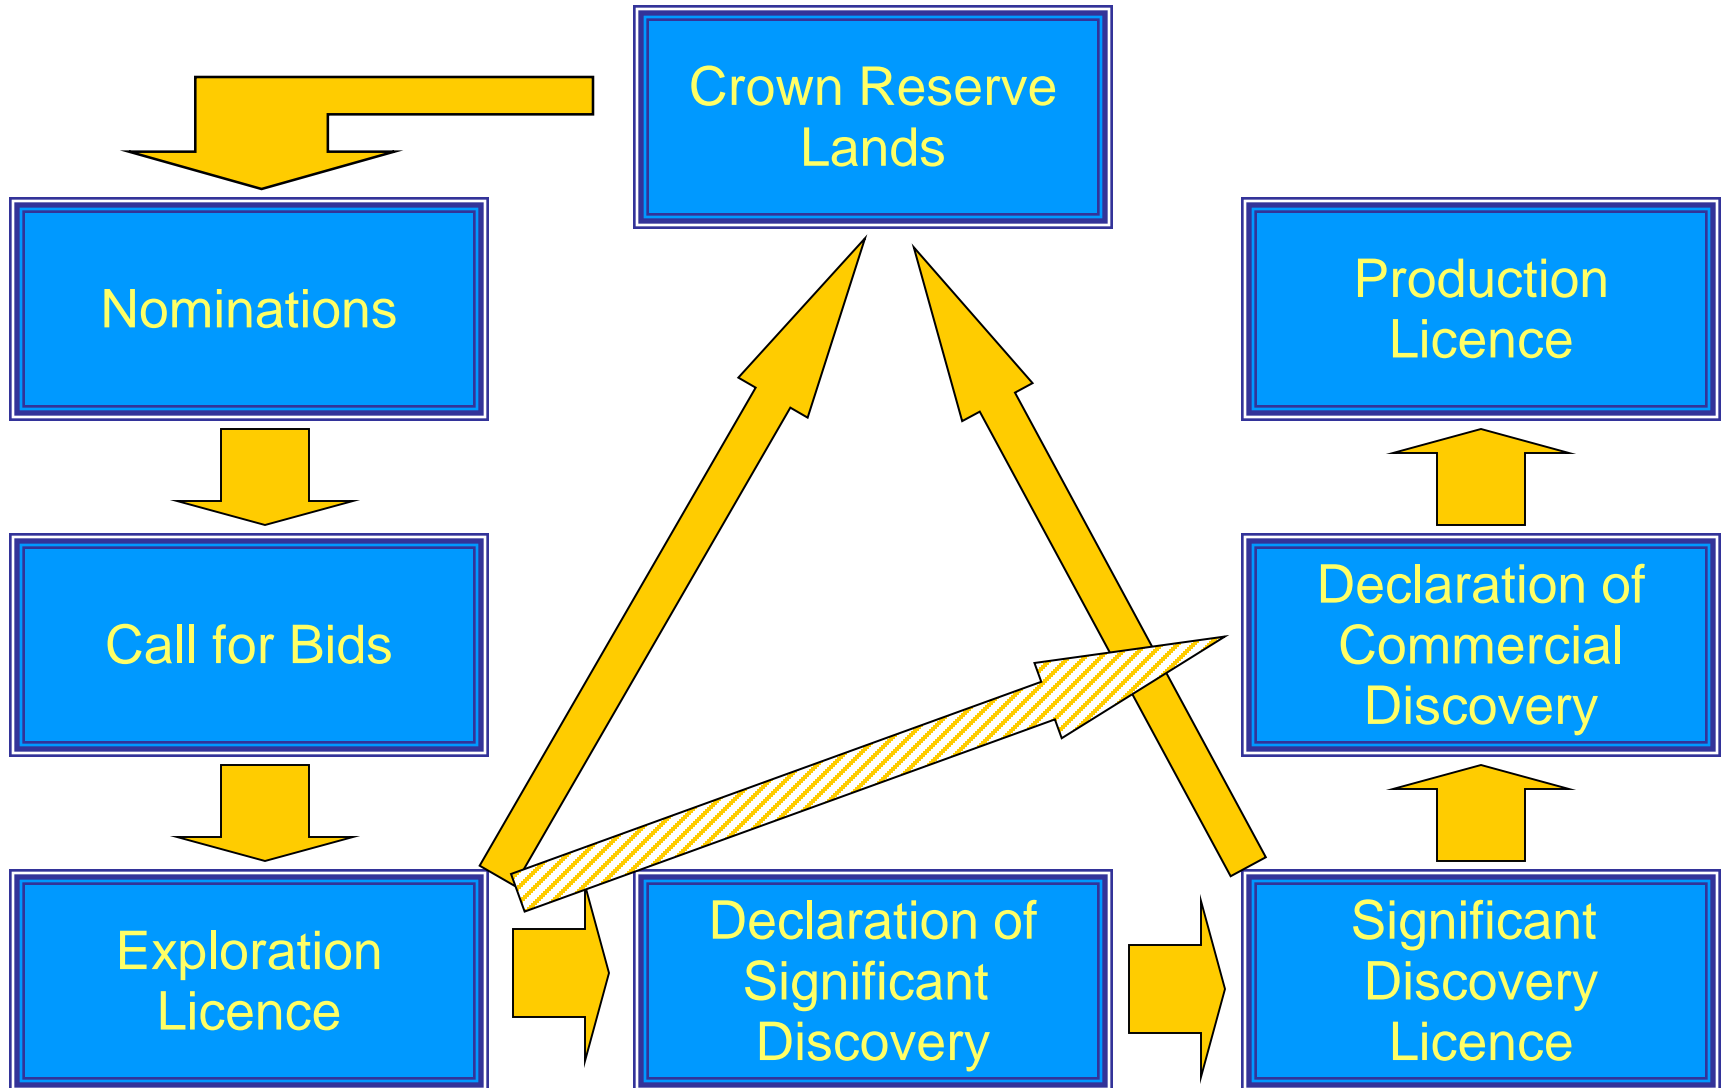 Crown Reserve
Lands
Nominations
Production
Licence
Call for Bids
Declaration of
Commercial
Discovery
Exploration
Licence
Declaration of
Significant
Discovery
Significant
Discovery
Licence